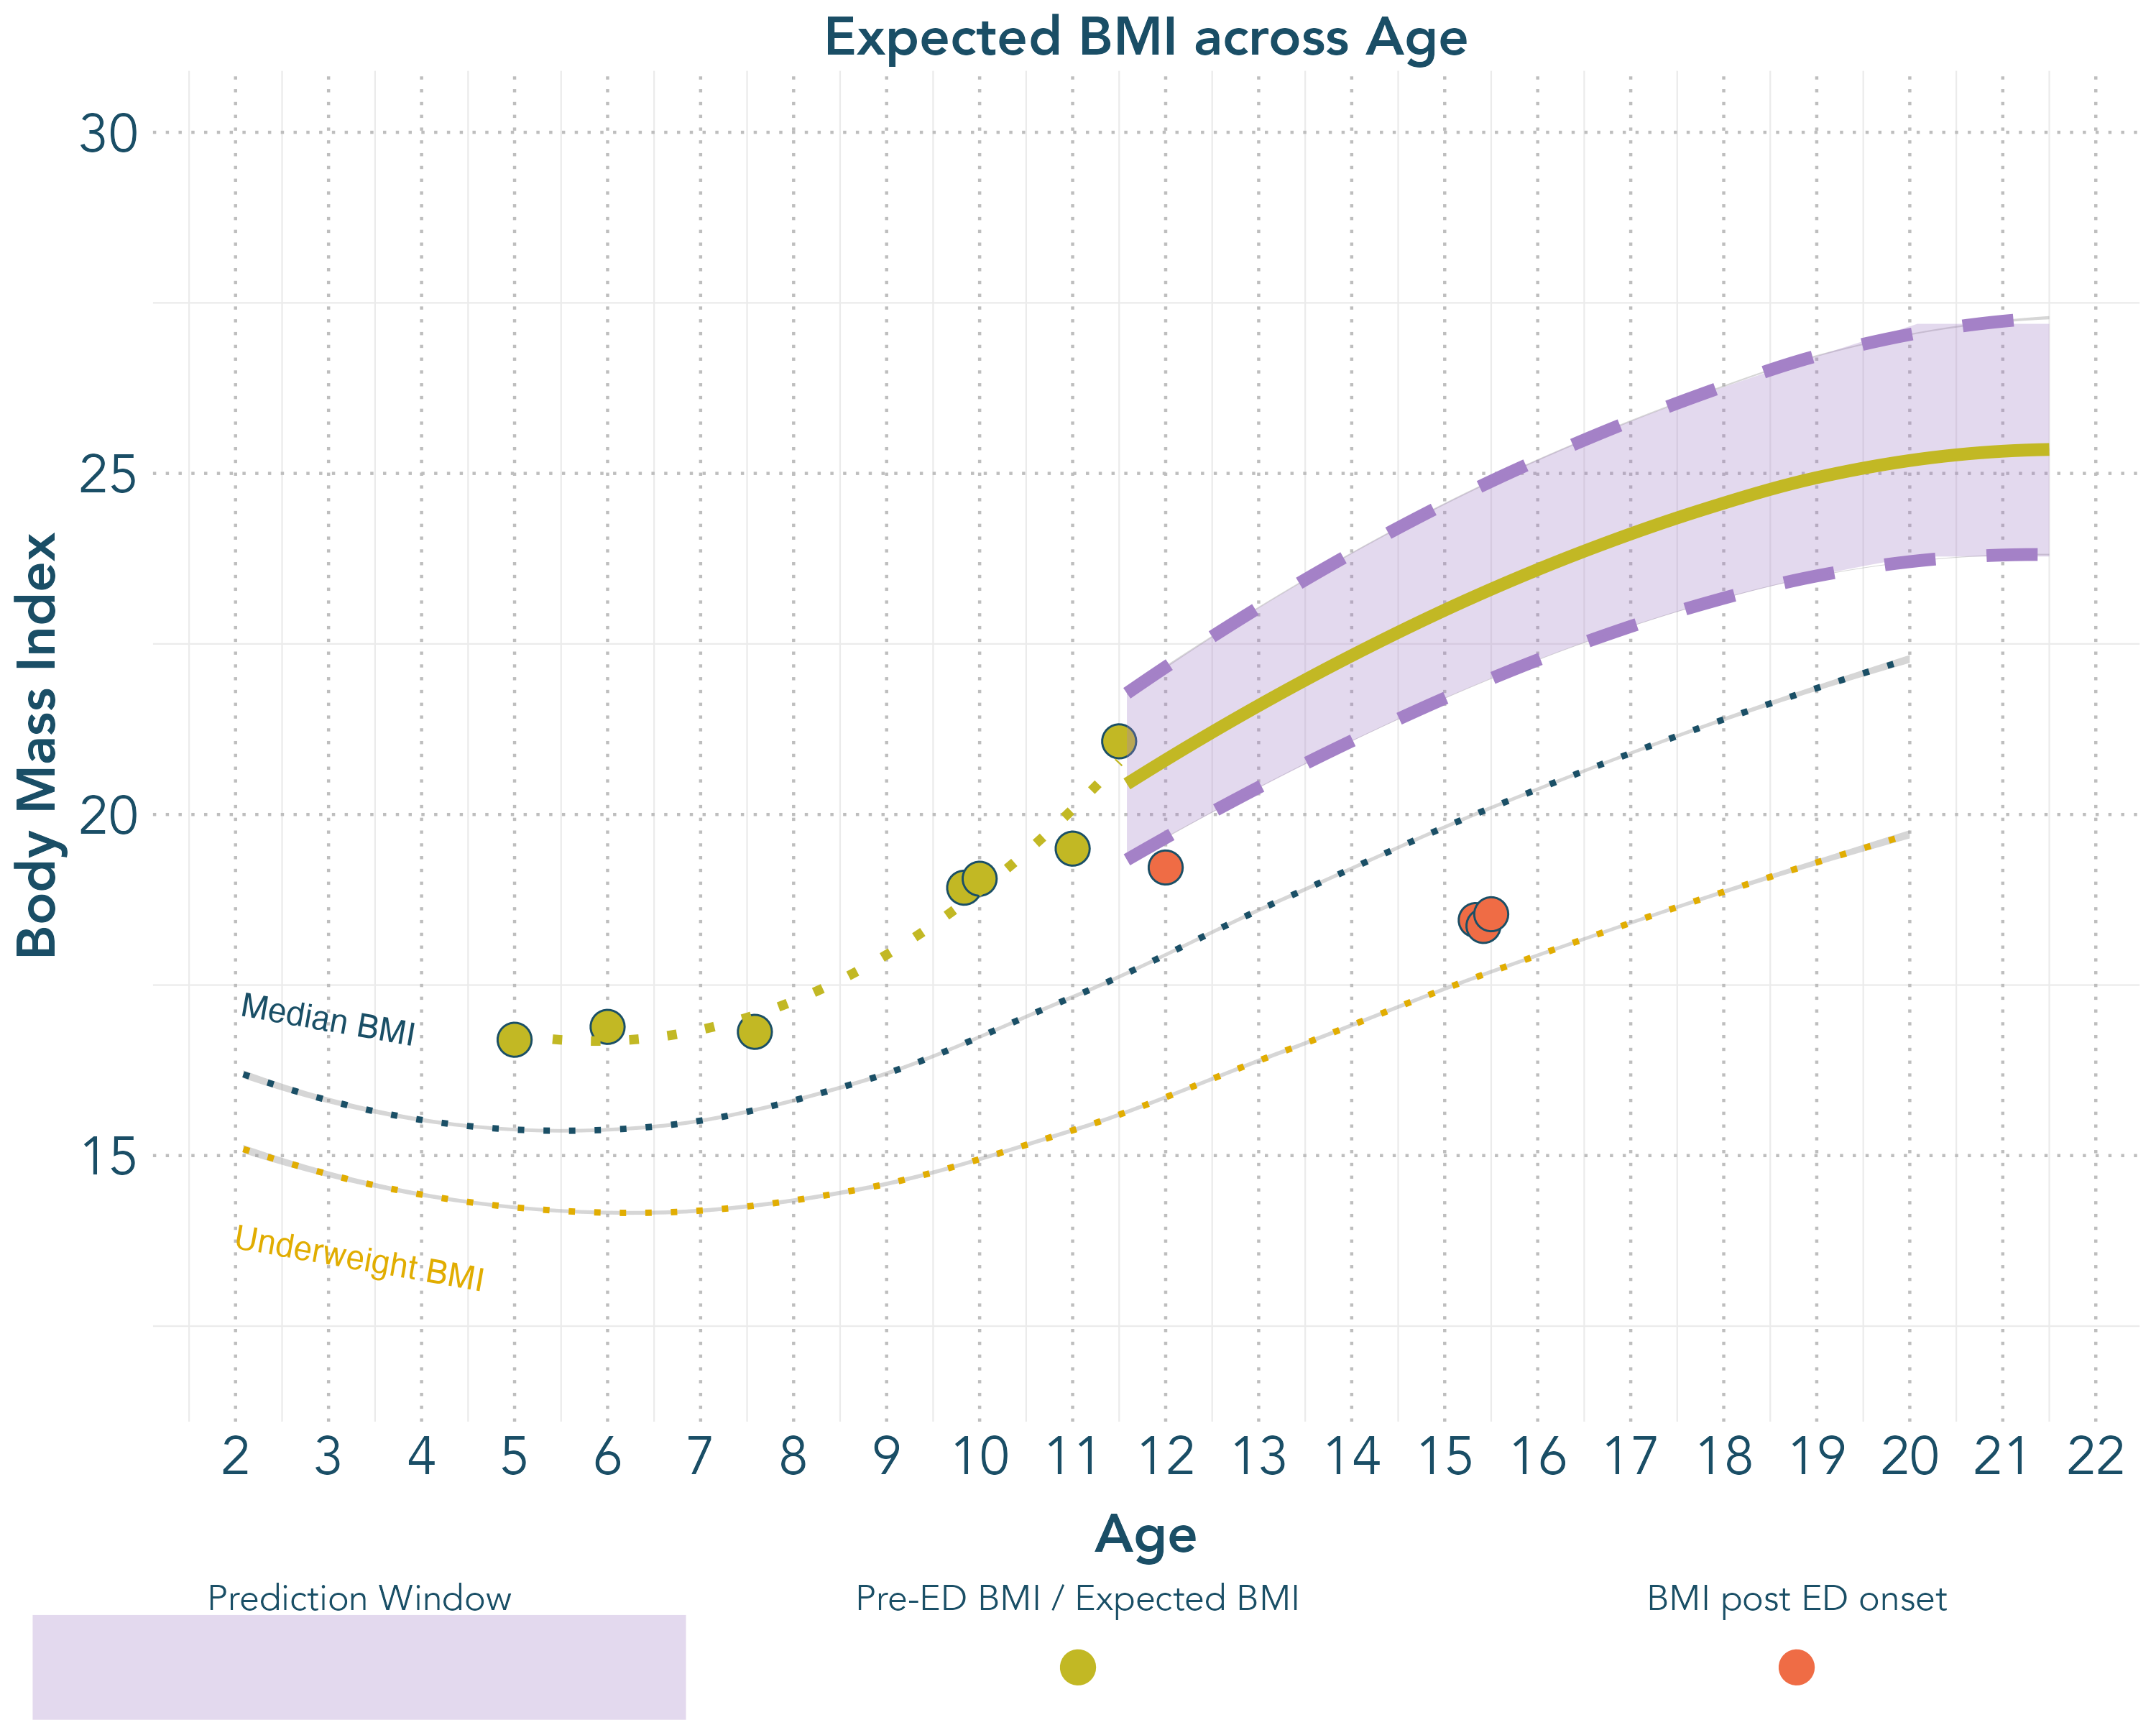 Expected BMI across Age
Body Mass Index
30
25
20
15
Median BMI
Underweight BMI
2 3 4 5 6 7 8 9 10 11 12 13 14 15 16 17 18 19 20 21 22
Age
Prediction Window
Pre-ED BMI / Expected BMI
BMI post ED onset